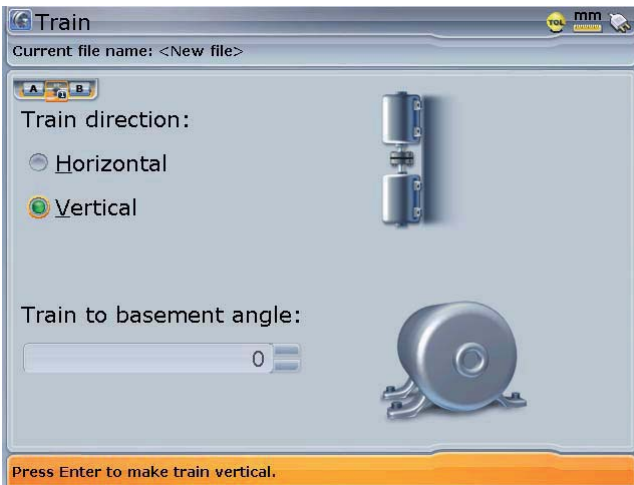 Train
TOL mm
Current file name: <New file>
A B
Train direction:
Horizontal
Vertical
Train to basement angle:
0
Press Enter to make train vertical.